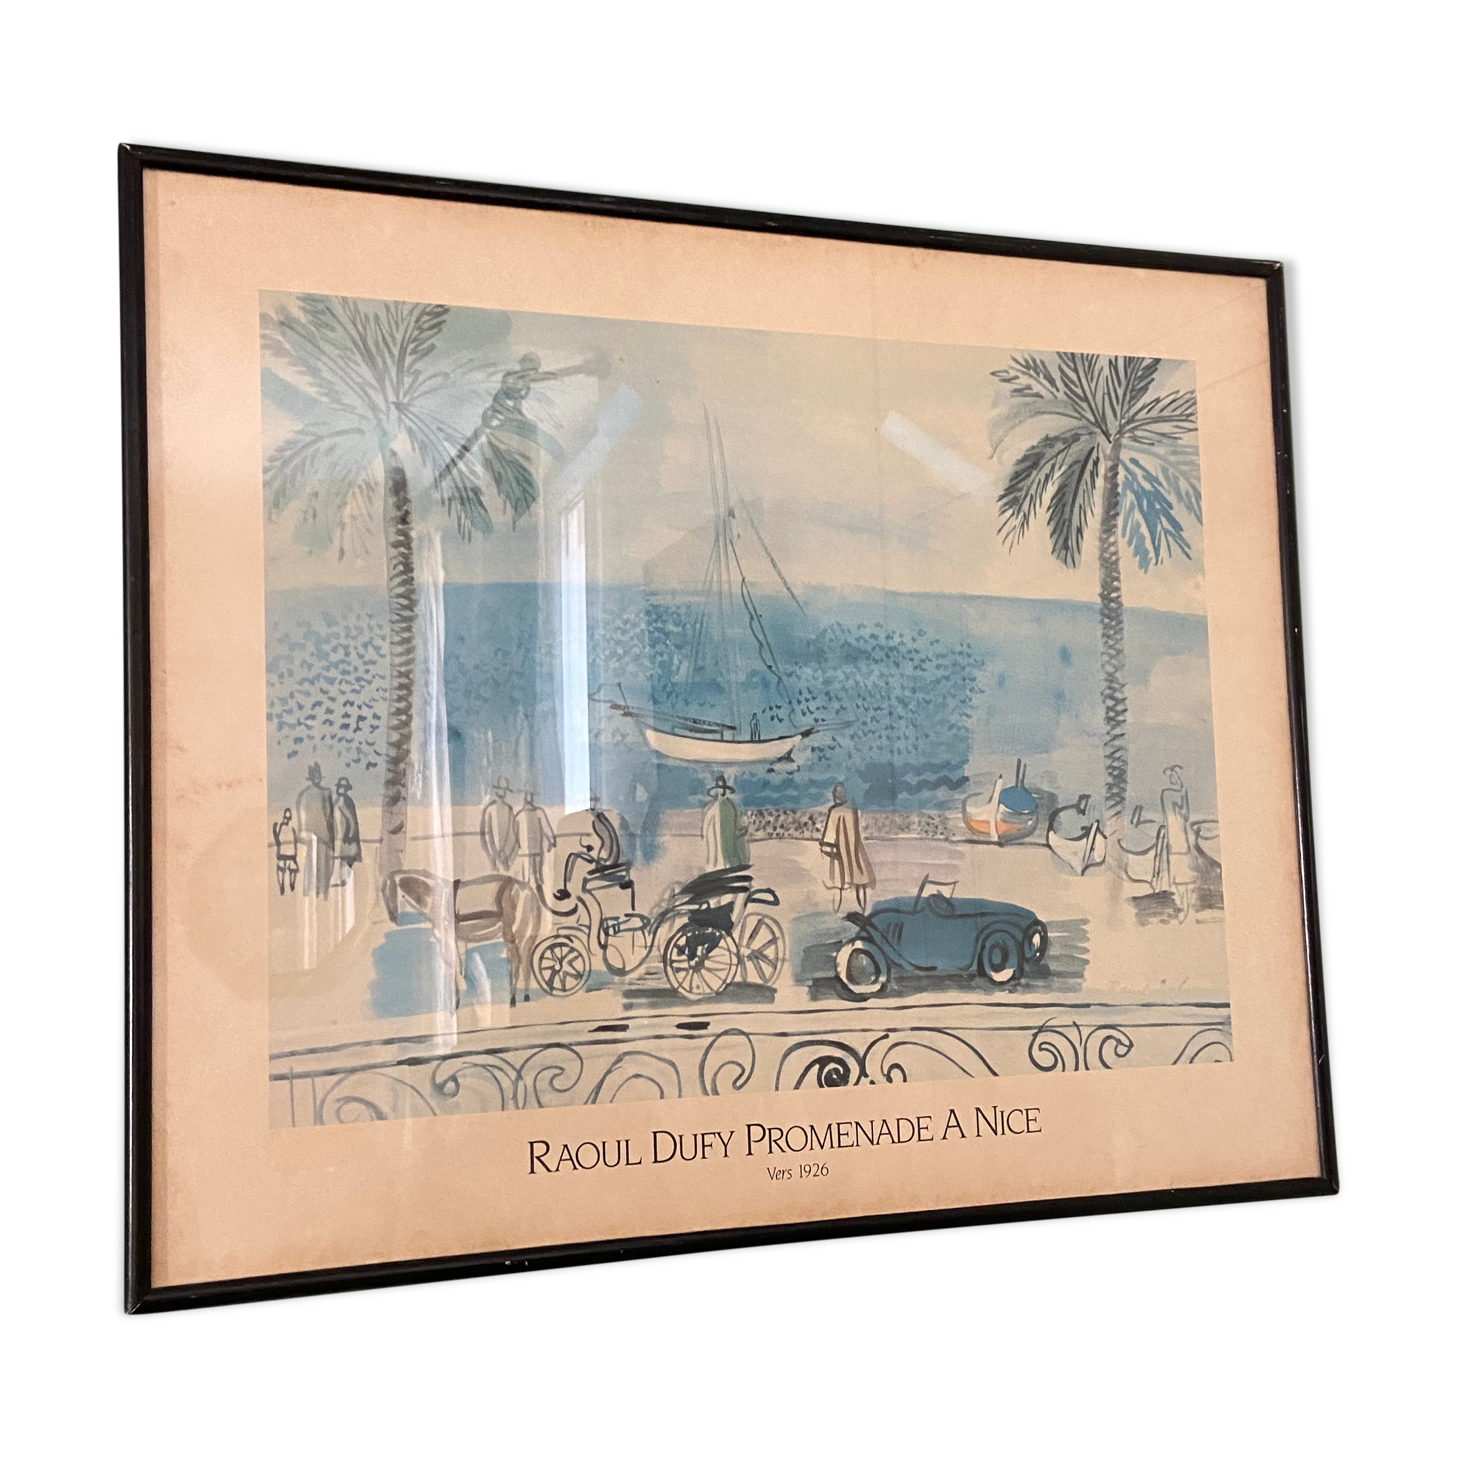 RAOUL DUFY PROMENADE A NICE
Vers 1926